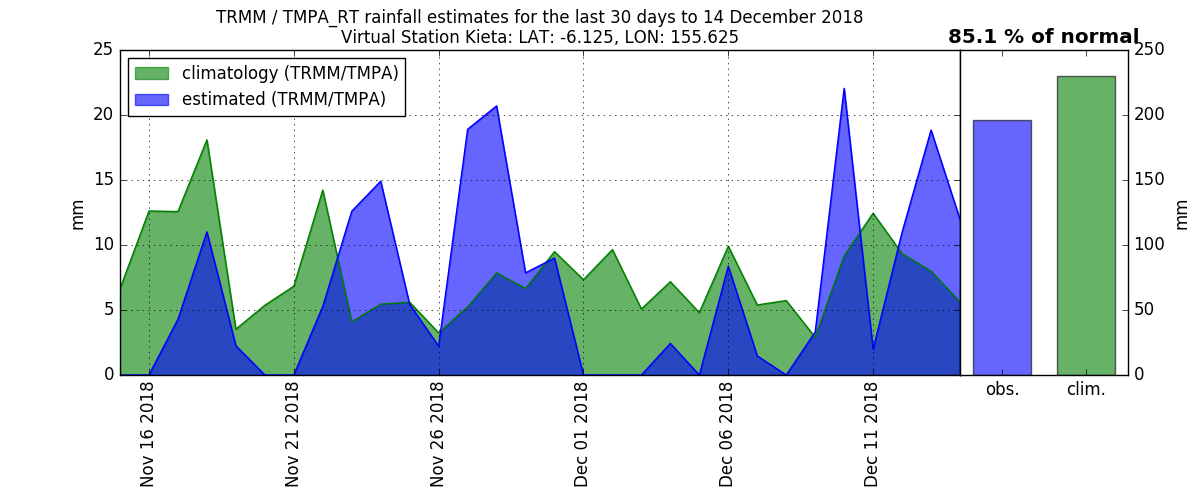 TRMM / TMPA_RT rainfall estimates for the last 30 days to 14 December 2018
Virtual Station Kieta: LAT: -6.125, LON: 155.625
85.1 % of normal
climatology (TRMM/TMPA)
estimated (TRMM/TMPA)
25
20
15
10
5
0
mm
Nov 16 2018
Nov 21 2018
Nov 26 2018
Dec 01 2018
Dec 06 2018
Dec 11 2018
250
200
150
100
50
0
mm
obs.
clim.